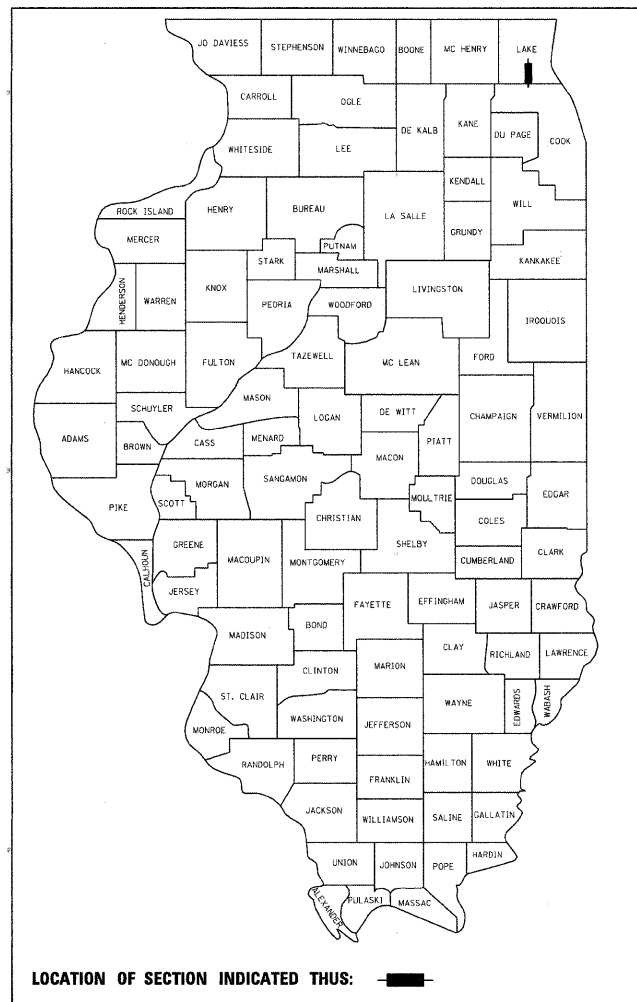 JO DAVIESS
STEPHENSON
WINNEBAGO
BOONE
MC HENRY
LAKE
CARROLL
OGLE
DE KALB
KANE
DU PAGE
COOK
WHITESIDE
LEE
KENDALL
WILL
ROCK ISLAND
HENRY
BUREAU
LA SALLE
GRUNDY
MERCER
PUTNAM
STARK
MARSHALL
KANKAKEE
HENDERSON
WARREN
KNOX
PEORIA
WOODFORD
LIVINGSTON
IROQUOIS
HANCOCK
MC DONOUGH
FULTON
TAZEWELL
MC LEAN
FORD
MASON
SCHUYLER
LOGAN
DE WITT
CHAMPAIGN
VERMILION
ADAMS
BROWN
CASS
MENARD
PIATT
MACON
MORGAN
SANGAMON
DOUGLAS
EDGAR
PIKE
SCOTT
CHRISTIAN
MOULTRIE
COLES
GREENE
MACOUPIN
MONTGOMERY
SHELBY
CUMBERLAND
CLARK
CALHOUN
JERSEY
FAYETTE
EFFINGHAM
JASPER
CRAWFORD
MADISON
BOND
CLAY
RICHLAND
LAWRENCE
CLINTON
MARION
ST. CLAIR
WAYNE
EDWARDS
WABASH
WASHINGTON
JEFFERSON
MONROE
RANDOLPH
PERRY
HAMILTON
WHITE
FRANKLIN
JACKSON
WILLIAMSON
SALINE
GALLATIN
UNION
JOHNSON
POPE
HARDIN
ALEXANDER
PULASKI
MASSAC
LOCATION OF SECTION INDICATED THUS: